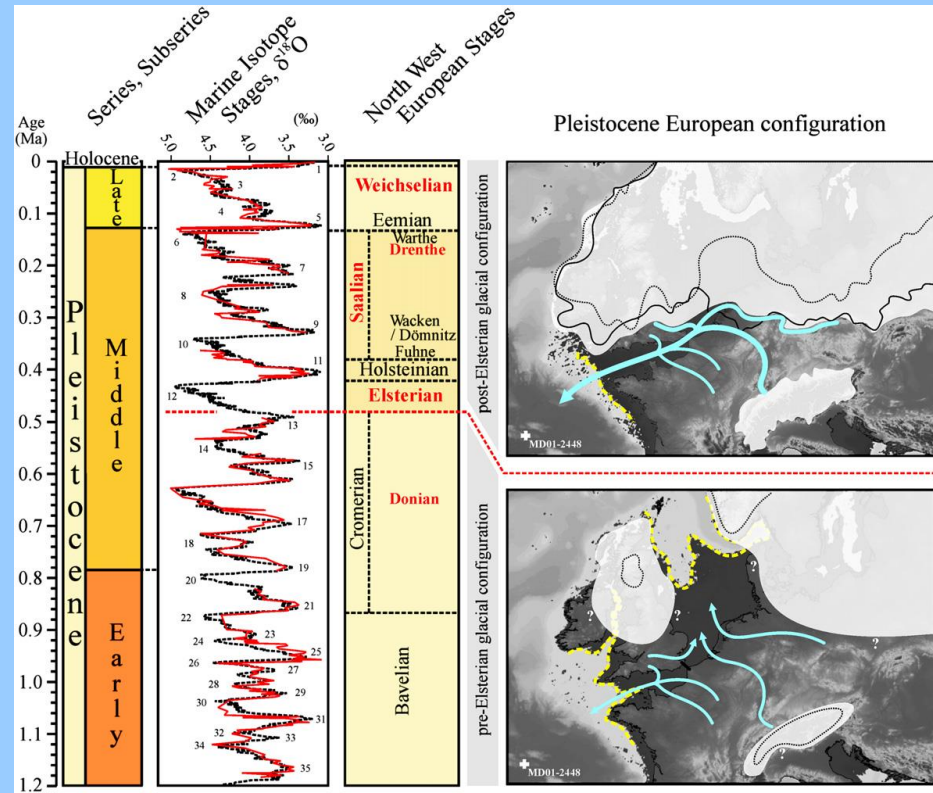 Series, Subseries
Marine Isotope
Stages, δ¹⁸O
North West
European Stages
Pleistocene European configuration
Age
(Ma)
(‰)
5.0
4.5
4.0
3.5
3.0
0
0.1
0.2
0.3
0.4
0.5
0.6
0.7
0.8
0.9
1.0
1.1
1.2
Holocene
Pleistocene
Late
Middle
Early
1
2
3
4
5
6
7
8
9
10
11
12
13
14
15
17
18
19
20
21
22
23
24
25
26
27
28
29
30
31
32
33
34
35
Weichselian
Eemian
Warthe
Drenthe
Saalian
Wacken
/ Dömnitz
Fuhne
Holsteinian
Elsterian
Cromerian
Donian
Bavelian
post-Elsterian glacial configuration
MD01-2448
pre-Elsterian glacial configuration
?
?
?
?
?
MD01-2448